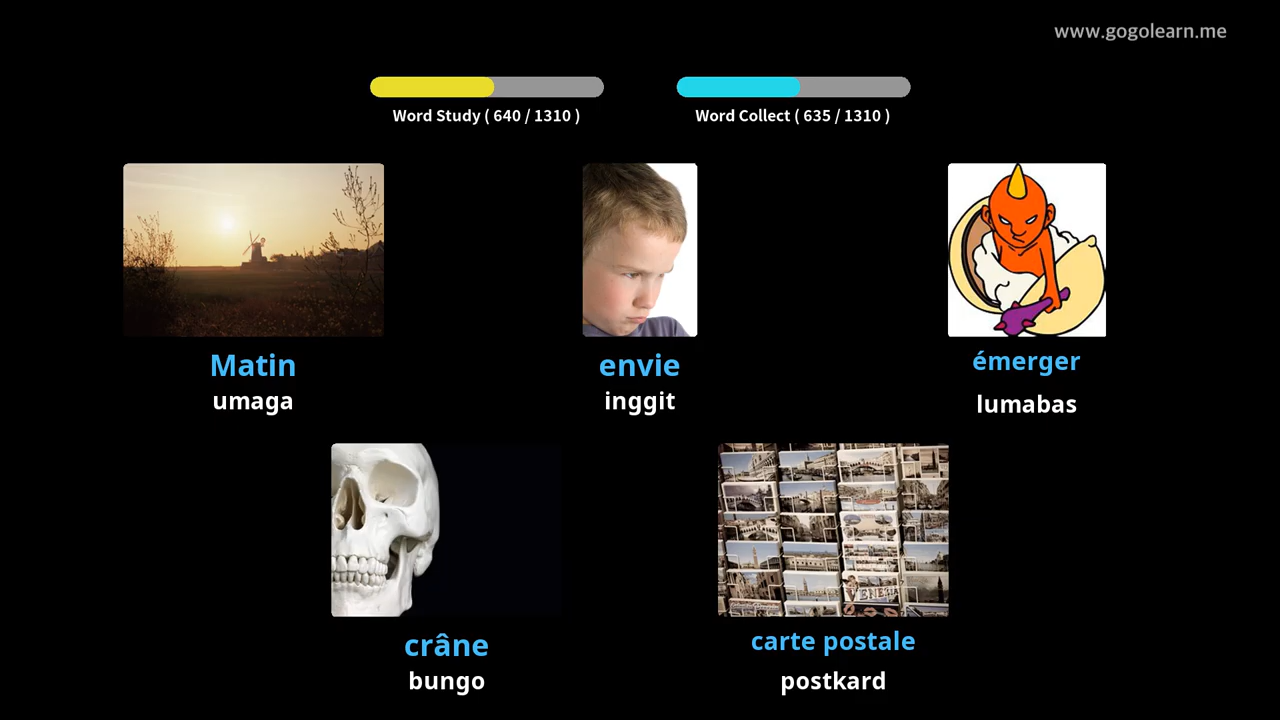 www.gogolearn.me
Word Study ( 640 / 1310 )
Word Collect ( 635 / 1310 )
Matin
umaga
envie
inggit
émerger
lumabas
crâne
bungo
carte postale
postkard